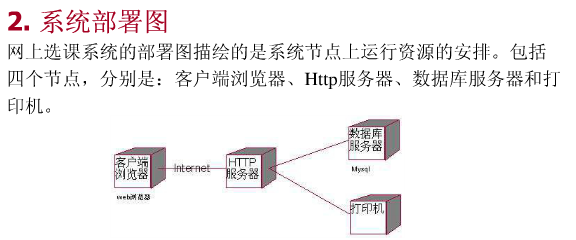 2. 系统部署图
网上选课系统的部署图描绘的是系统节点上运行资源的安排。包括
四个节点，分别是：客户端浏览器、Http服务器、数据库服务器和打
印机。
数据库
服务器
客户端
浏览器
Internet
HTTP
服务器
Mysql
web浏览器
打印机